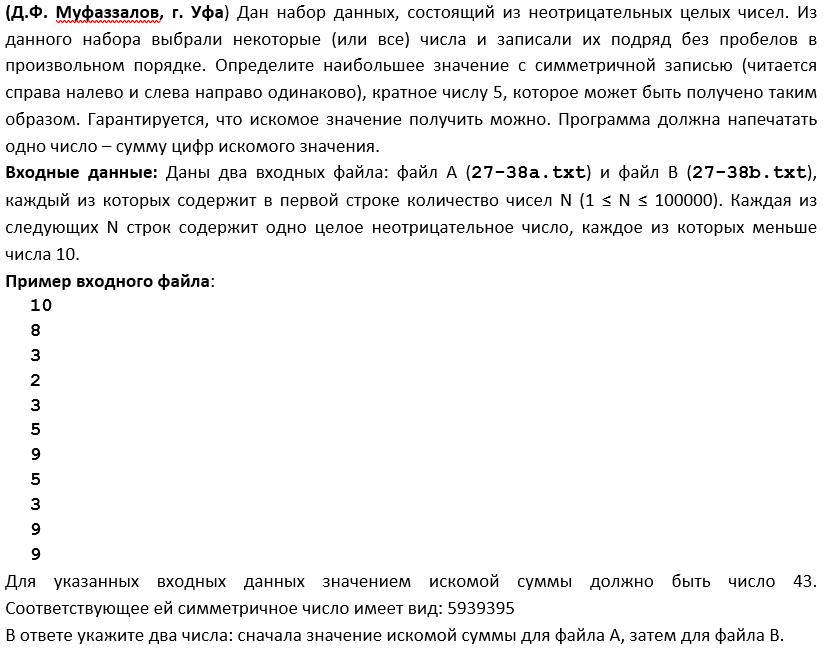 (Д.Ф. Муфаззалов, г. Уфа) Дан набор данных, состоящий из неотрицательных целых чисел. Из
данного набора выбрали некоторые (или все) числа и записали их подряд без пробелов в
произвольном порядке. Определите наибольшее значение с симметричной записью (читается
справа налево и слева направо одинаково), кратное числу 5, которое может быть получено таким
образом. Гарантируется, что искомое значение получить можно. Программа должна напечатать
одно число – сумму цифр искомого значения.
Входные данные: Даны два входных файла: файл A (27-38a.txt) и файл B (27-38b.txt),
каждый из которых содержит в первой строке количество чисел N (1 ≤ N ≤ 100000). Каждая из
следующих N строк содержит одно целое неотрицательное число, каждое из которых меньше
числа 10.
Пример входного файла:
10
8
3
2
3
5
9
5
3
9
9
Для указанных входных данных значением искомой суммы должно быть число 43.
Соответствующее ей симметричное число имеет вид: 5939395
В ответе укажите два числа: сначала значение искомой суммы для файла А, затем для файла B.